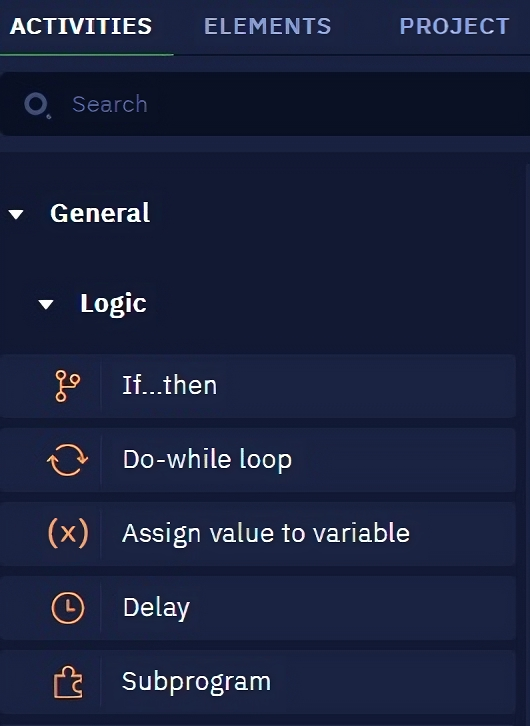 ACTIVITIES ELEMENTS PROJECT
Search
General
Logic
If...then
Do-while loop
(x) Assign value to variable
Delay
Subprogram